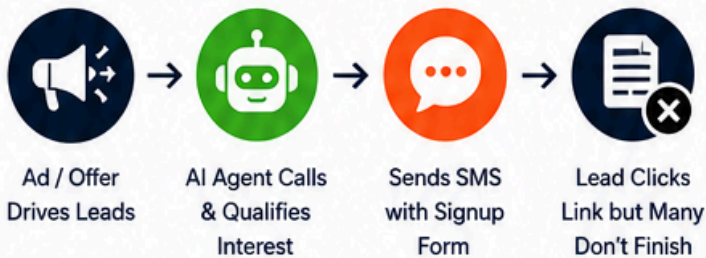 Ad / Offer
Drives Leads
AI Agent Calls
& Qualifies
Interest
Sends SMS
with Signup
Form
Lead Clicks
Link but Many
Don't Finish